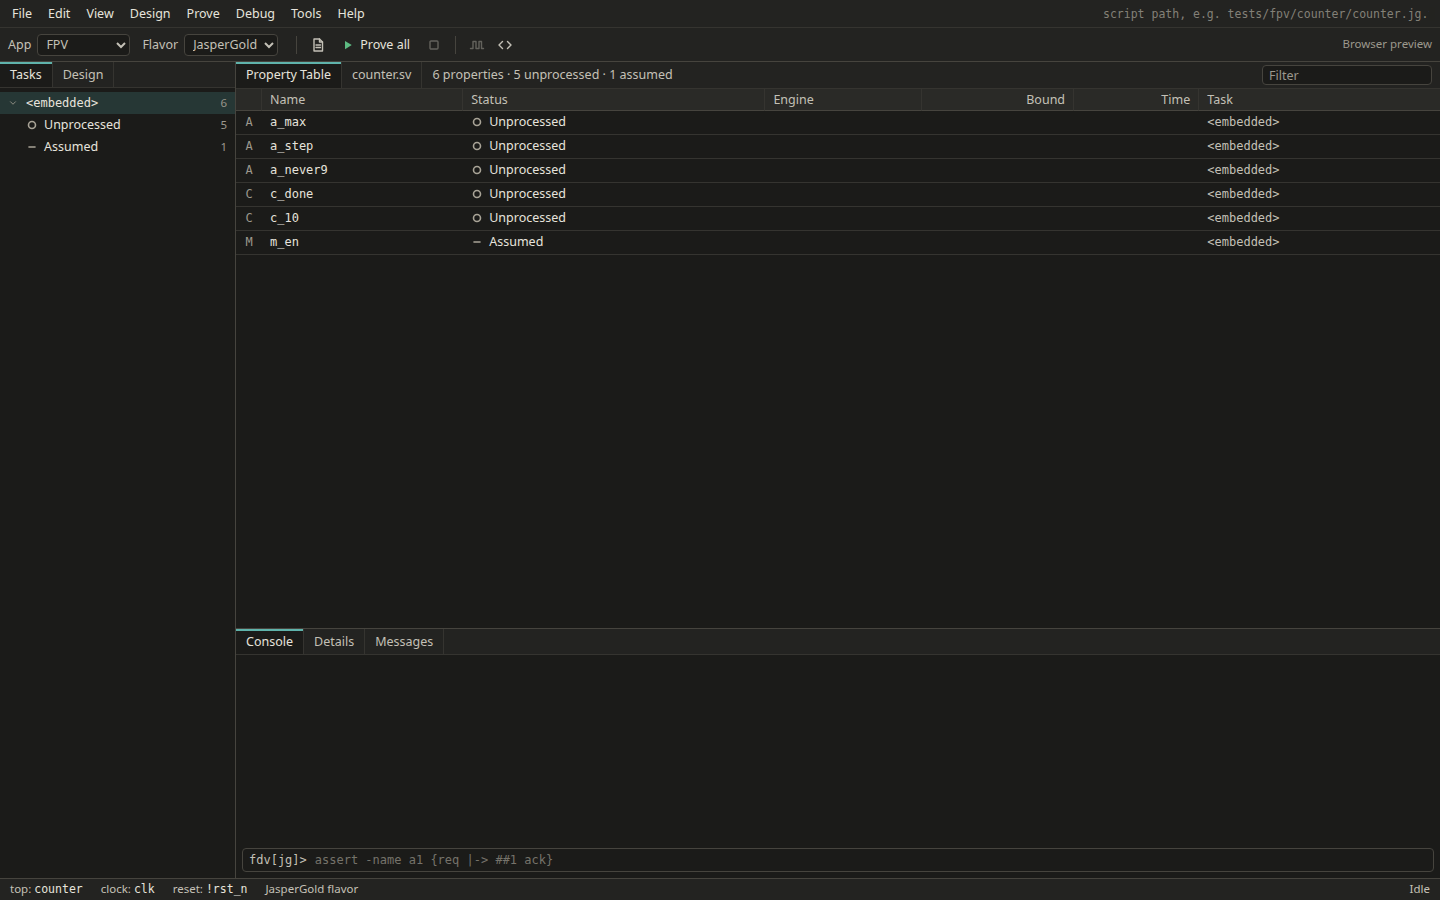 File Edit View Design Prove Debug Tools Help script path, e.g. tests/fpv/counter/counter.jg.
App FPV Flavor JasperGold Prove all Browser preview
Tasks Design
<embedded> 6
Unprocessed 5
Assumed 1
Property Table counter.sv 6 properties · 5 unprocessed · 1 assumed Filter
Name Status Engine Bound Time Task
A a_max Unprocessed <embedded>
A a_step Unprocessed <embedded>
A a_never9 Unprocessed <embedded>
C c_done Unprocessed <embedded>
C c_10 Unprocessed <embedded>
M m_en Assumed <embedded>
Console Details Messages
fdv[jg]> assert -name a1 {req |-> ##1 ack}
top: counter clock: clk reset: !rst_n JasperGold flavor Idle